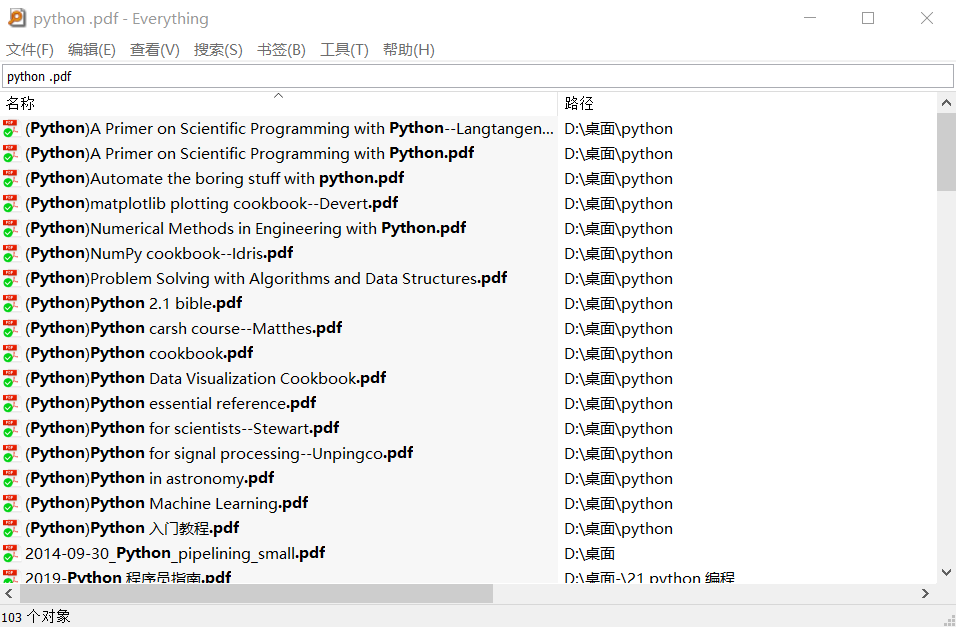 python .pdf - Everything
文件(F) 编辑(E) 查看(V) 搜索(S) 书签(B) 工具(T) 帮助(H)
python .pdf
名称 路径
(Python)A Primer on Scientific Programming with Python--Langtangen... D:\桌面\python
(Python)A Primer on Scientific Programming with Python.pdf D:\桌面\python
(Python)Automate the boring stuff with python.pdf D:\桌面\python
(Python)matplotlib plotting cookbook--Devert.pdf D:\桌面\python
(Python)Numerical Methods in Engineering with Python.pdf D:\桌面\python
(Python)NumPy cookbook--Idris.pdf D:\桌面\python
(Python)Problem Solving with Algorithms and Data Structures.pdf D:\桌面\python
(Python)Python 2.1 bible.pdf D:\桌面\python
(Python)Python carsh course--Matthes.pdf D:\桌面\python
(Python)Python cookbook.pdf D:\桌面\python
(Python)Python Data Visualization Cookbook.pdf D:\桌面\python
(Python)Python essential reference.pdf D:\桌面\python
(Python)Python for scientists--Stewart.pdf D:\桌面\python
(Python)Python for signal processing--Unpingco.pdf D:\桌面\python
(Python)Python in astronomy.pdf D:\桌面\python
(Python)Python Machine Learning.pdf D:\桌面\python
(Python)Python 入门教程.pdf D:\桌面\python
2014-09-30_Python_pipelining_small.pdf D:\桌面
2019-Python 程序员指南.pdf D:\桌面-\21 python 编程
103 个对象